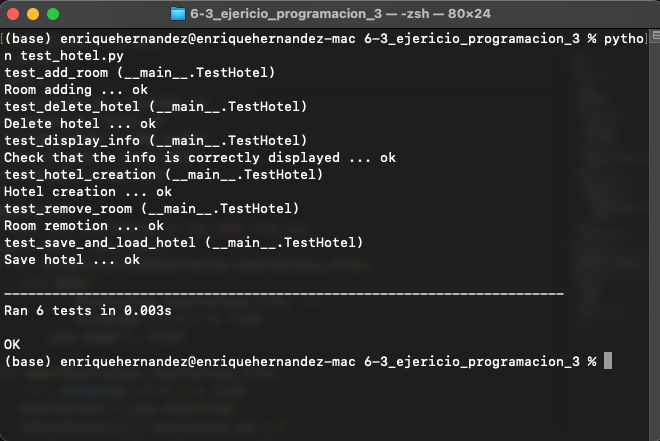 6-3_ejericio_programacion_3 — -zsh — 80×24
[(base) enriquehernandez@enriquehernandez-mac 6-3_ejericio_programacion_3 % pytho]
n test_hotel.py
test_add_room (__main__.TestHotel)
Room adding ... ok
test_delete_hotel (__main__.TestHotel)
Delete hotel ... ok
test_display_info (__main__.TestHotel)
Check that the info is correctly displayed ... ok
test_hotel_creation (__main__.TestHotel)
Hotel creation ... ok
test_remove_room (__main__.TestHotel)
Room remotion ... ok
test_save_and_load_hotel (__main__.TestHotel)
Save hotel ... ok
----------------------------------------------------------------------
Ran 6 tests in 0.003s
OK
(base) enriquehernandez@enriquehernandez-mac 6-3_ejericio_programacion_3 %